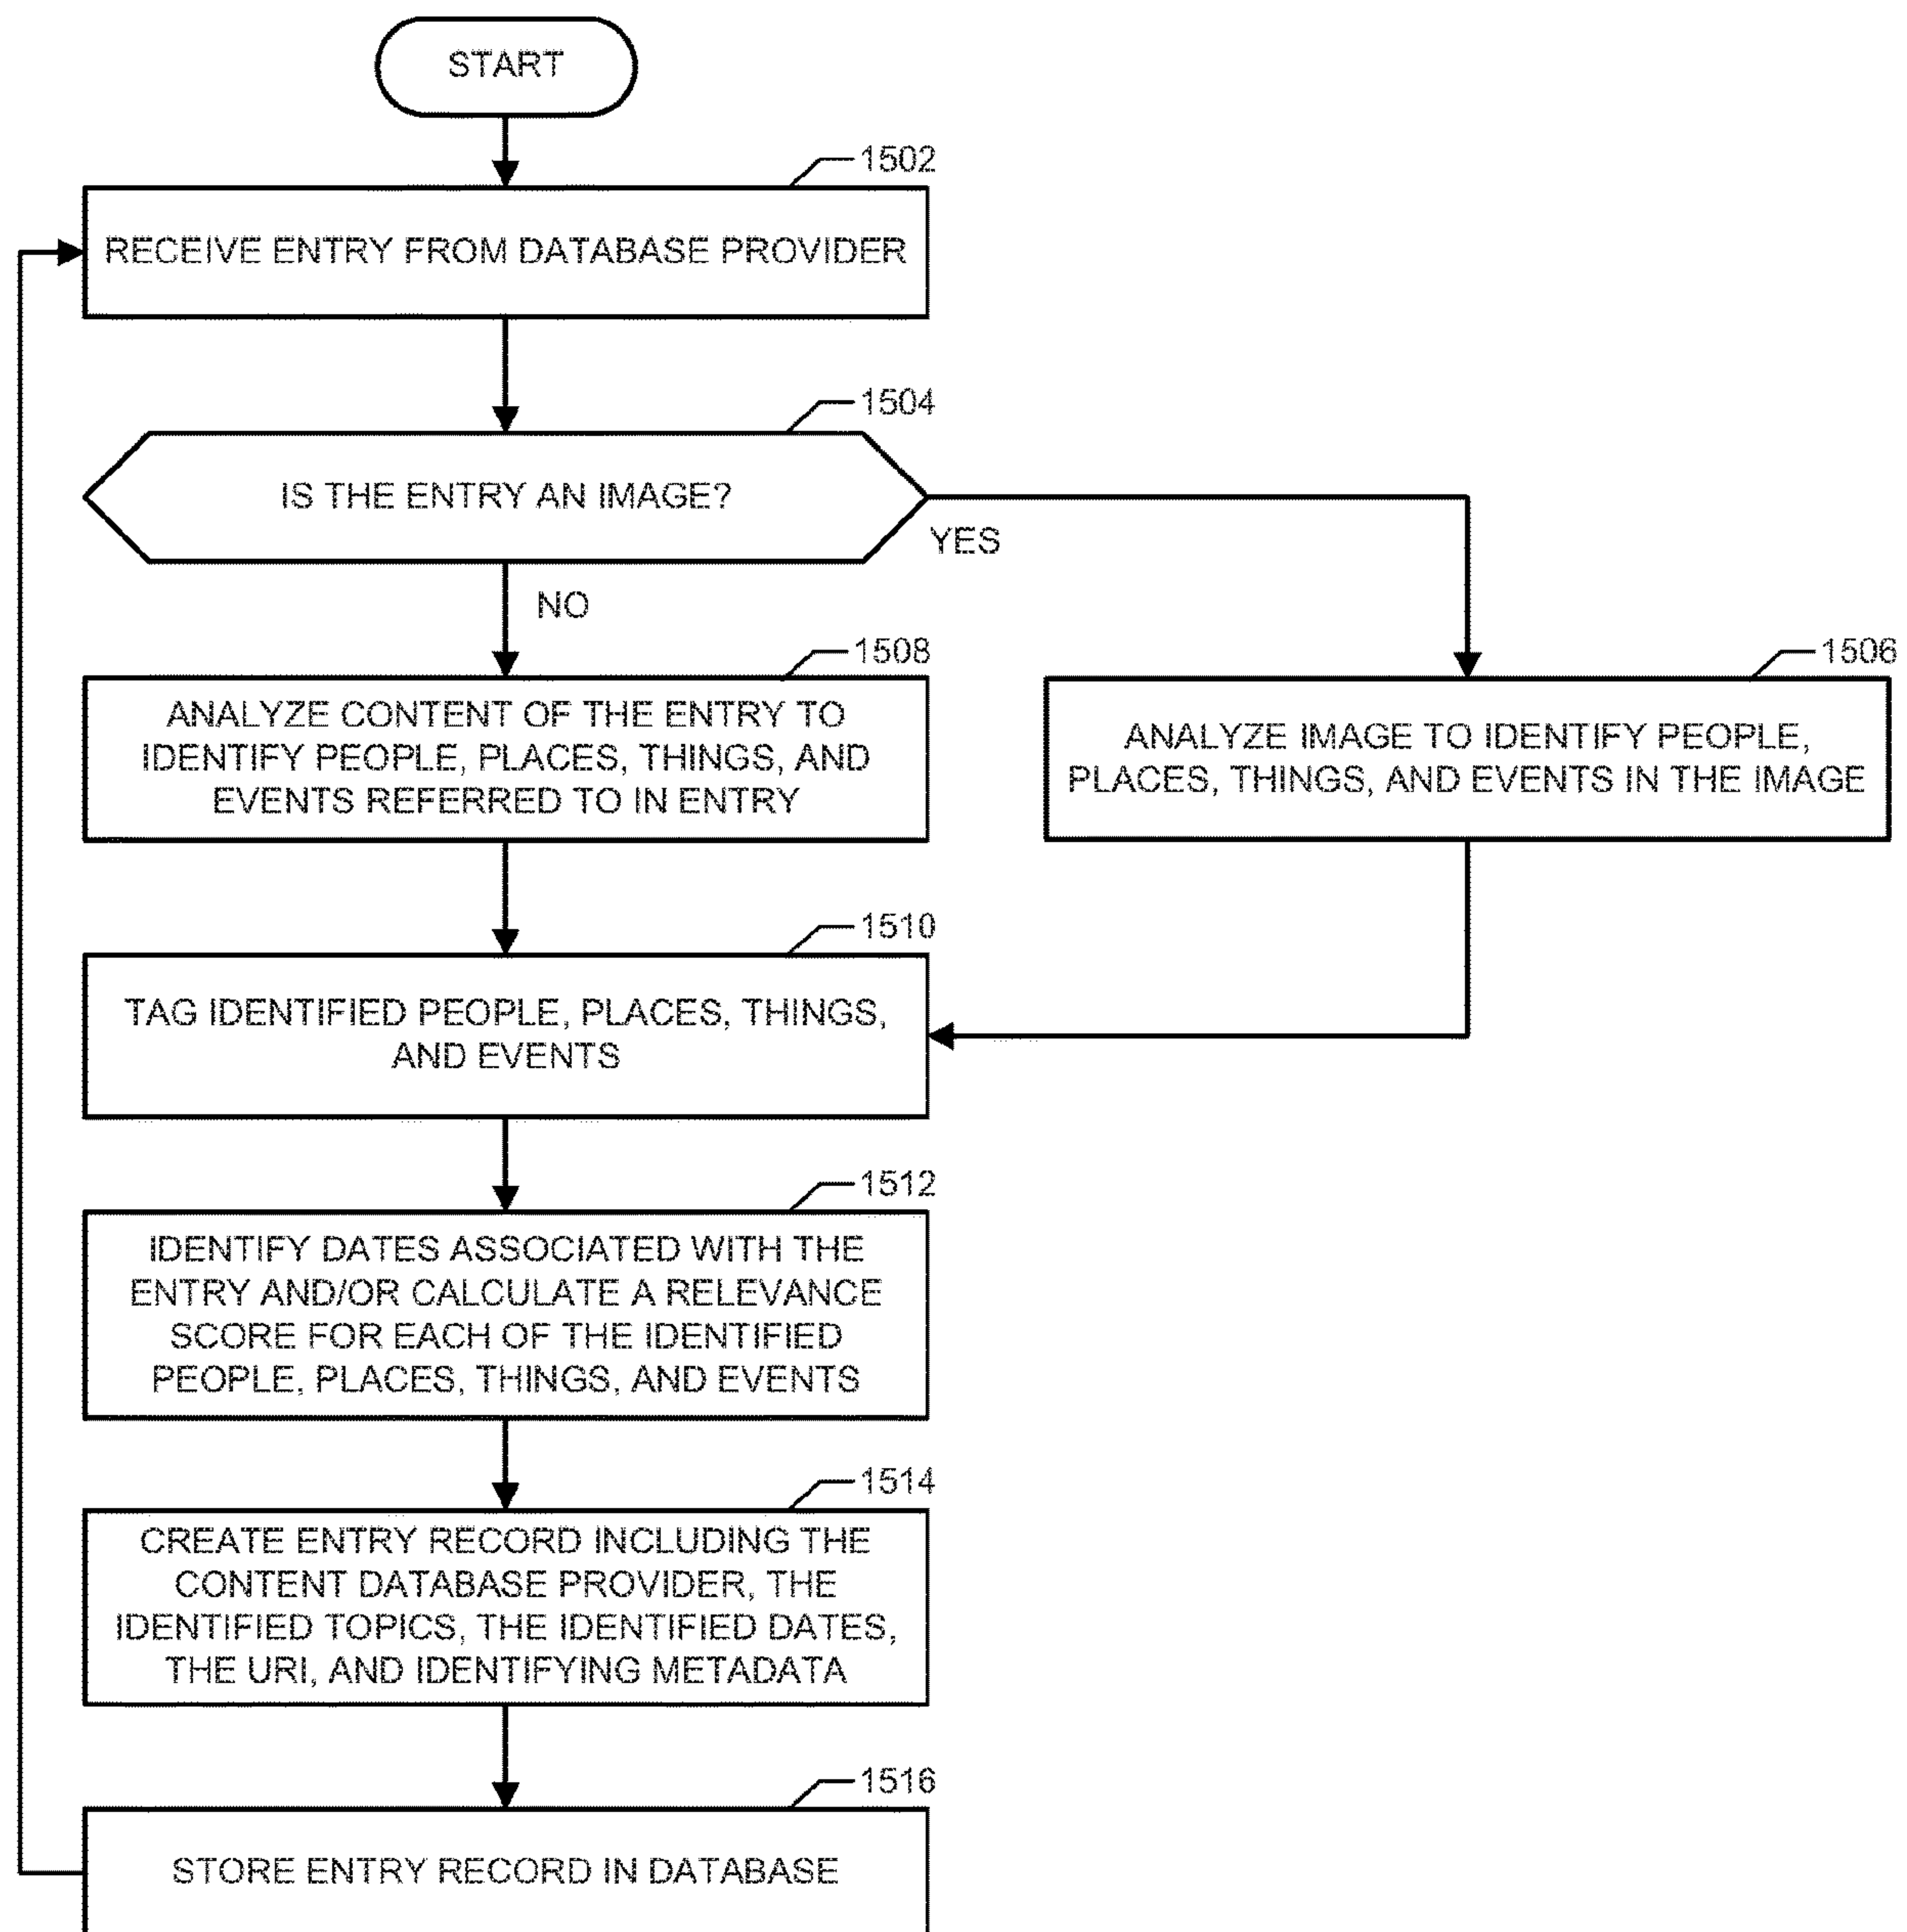 START
1502
RECEIVE ENTRY FROM DATABASE PROVIDER
1504
IS THE ENTRY AN IMAGE?
YES
NO
1508
ANALYZE CONTENT OF THE ENTRY TO
IDENTIFY PEOPLE, PLACES, THINGS, AND
EVENTS REFERRED TO IN ENTRY
1506
ANALYZE IMAGE TO IDENTIFY PEOPLE,
PLACES, THINGS, AND EVENTS IN THE IMAGE
1510
TAG IDENTIFIED PEOPLE, PLACES, THINGS,
AND EVENTS
1512
IDENTIFY DATES ASSOCIATED WITH THE
ENTRY AND/OR CALCULATE A RELEVANCE
SCORE FOR EACH OF THE IDENTIFIED
PEOPLE, PLACES, THINGS, AND EVENTS
1514
CREATE ENTRY RECORD INCLUDING THE
CONTENT DATABASE PROVIDER, THE
IDENTIFIED TOPICS, THE IDENTIFIED DATES,
THE URI, AND IDENTIFYING METADATA
1516
STORE ENTRY RECORD IN DATABASE